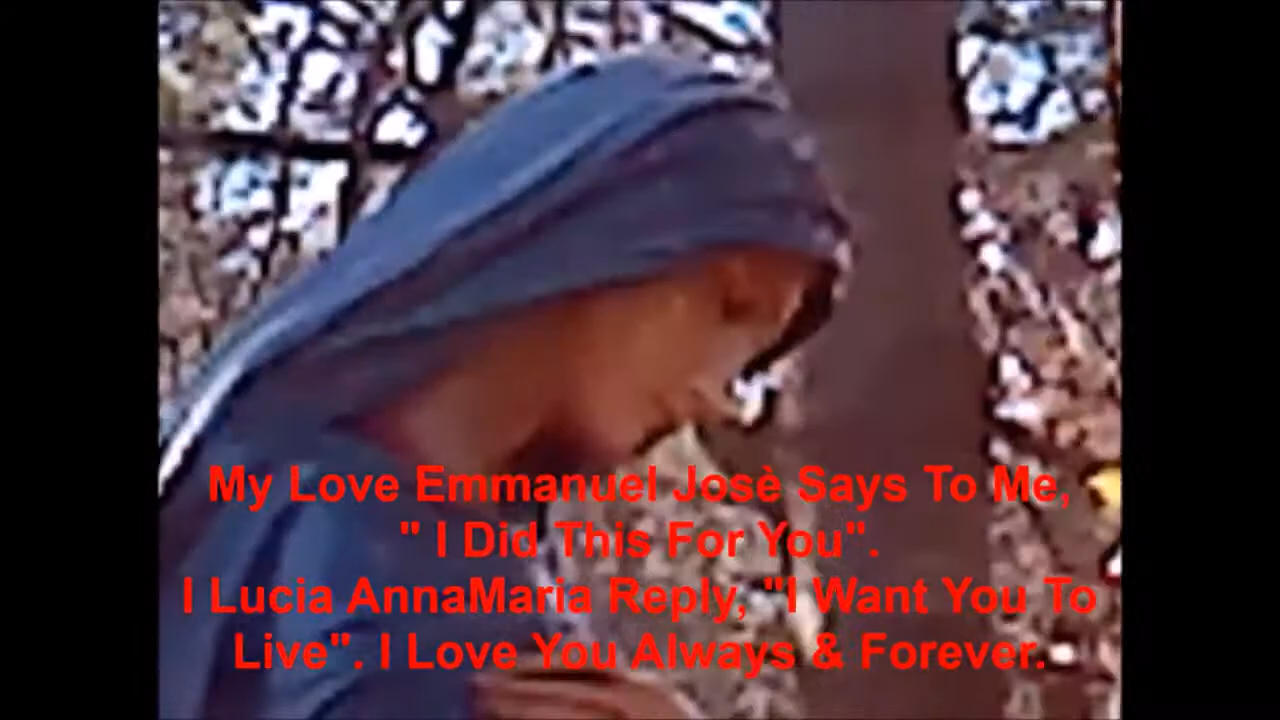 My Love Emmanuel Josè Says To Me,
" I Did This For You".
I Lucia AnnaMaria Reply, "I Want You To
Live". I Love You Always & Forever.